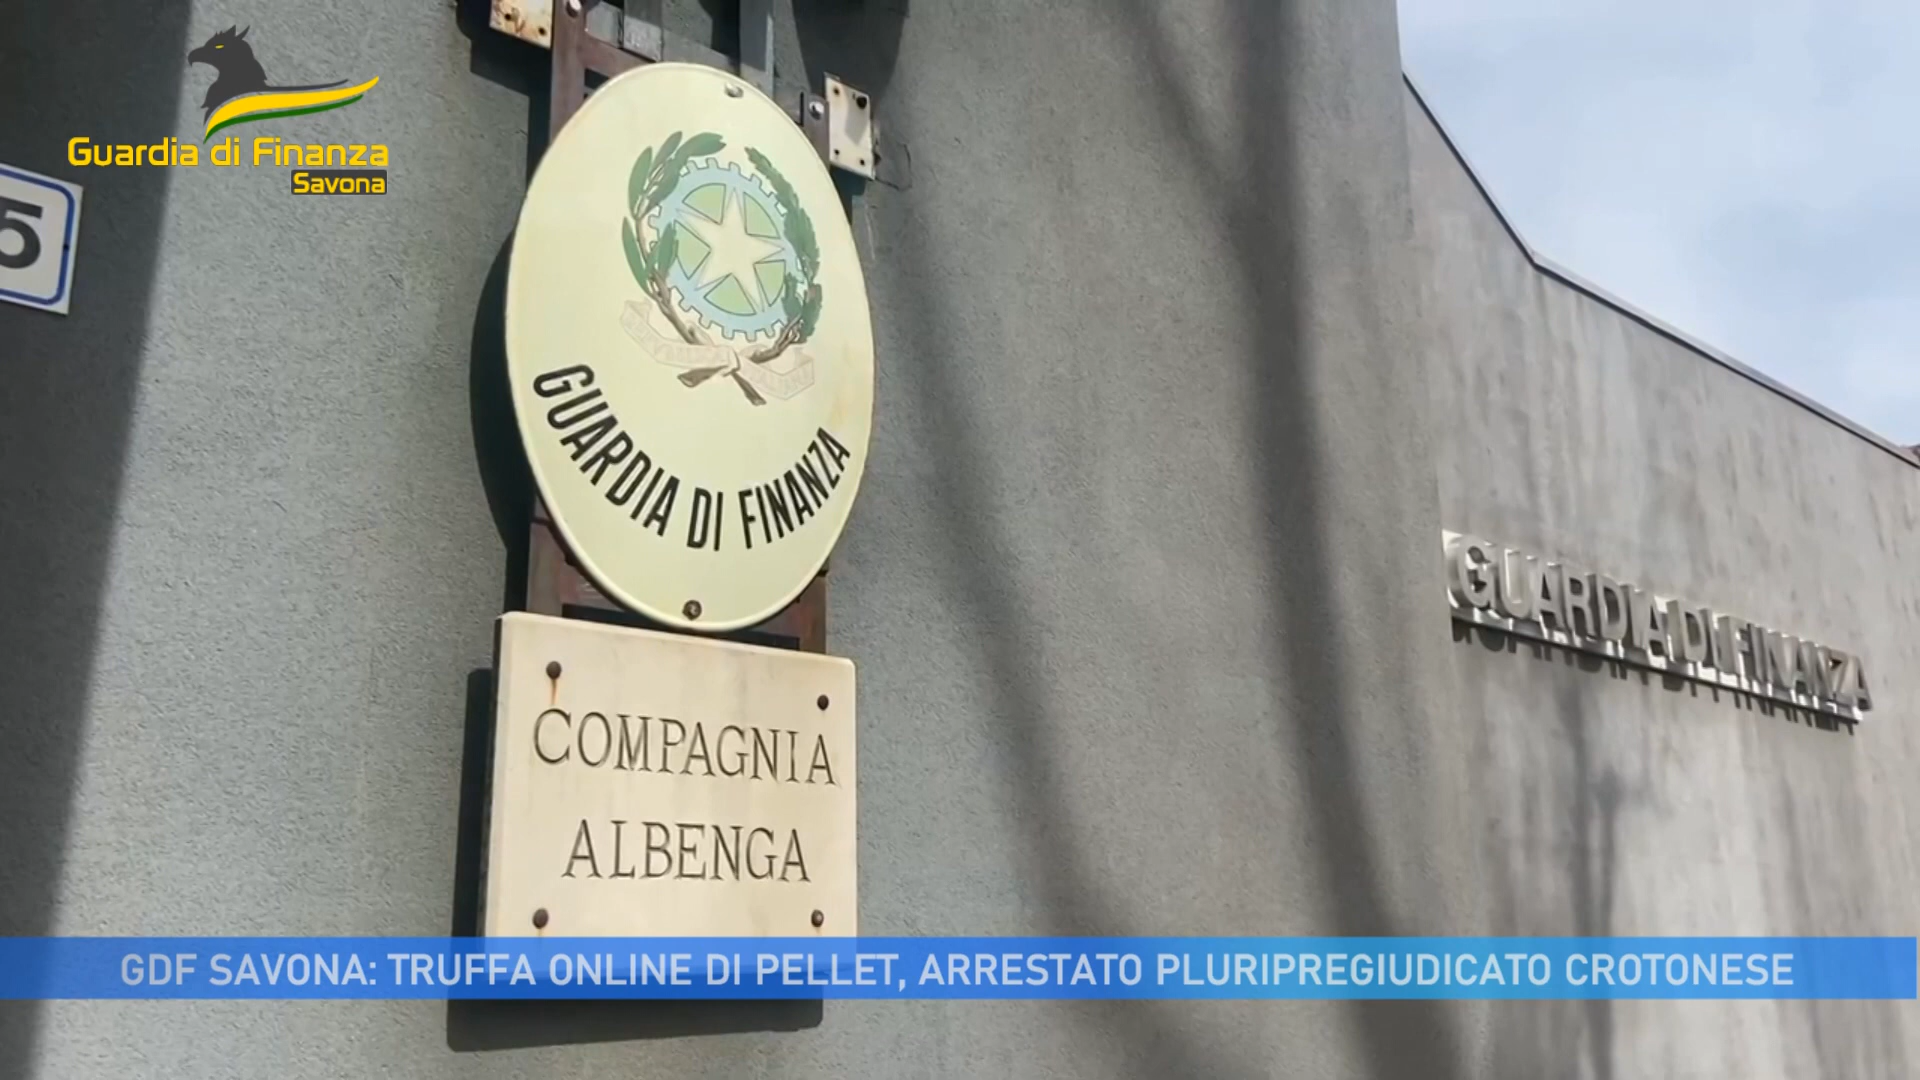 Guardia di Finanza
Savona
5
GUARDIA DI FINANZA
COMPAGNIA
ALBENGA
GUARDIA DI FINANZA
GDF SAVONA: TRUFFA ONLINE DI PELLET, ARRESTATO PLURIPREGIUDICATO CROTONESE